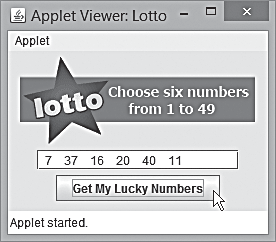 Applet Viewer: Lotto
Applet
lotto
Choose six numbers
from 1 to 49
7 37 16 20 40 11
Get My Lucky Numbers
Applet started.